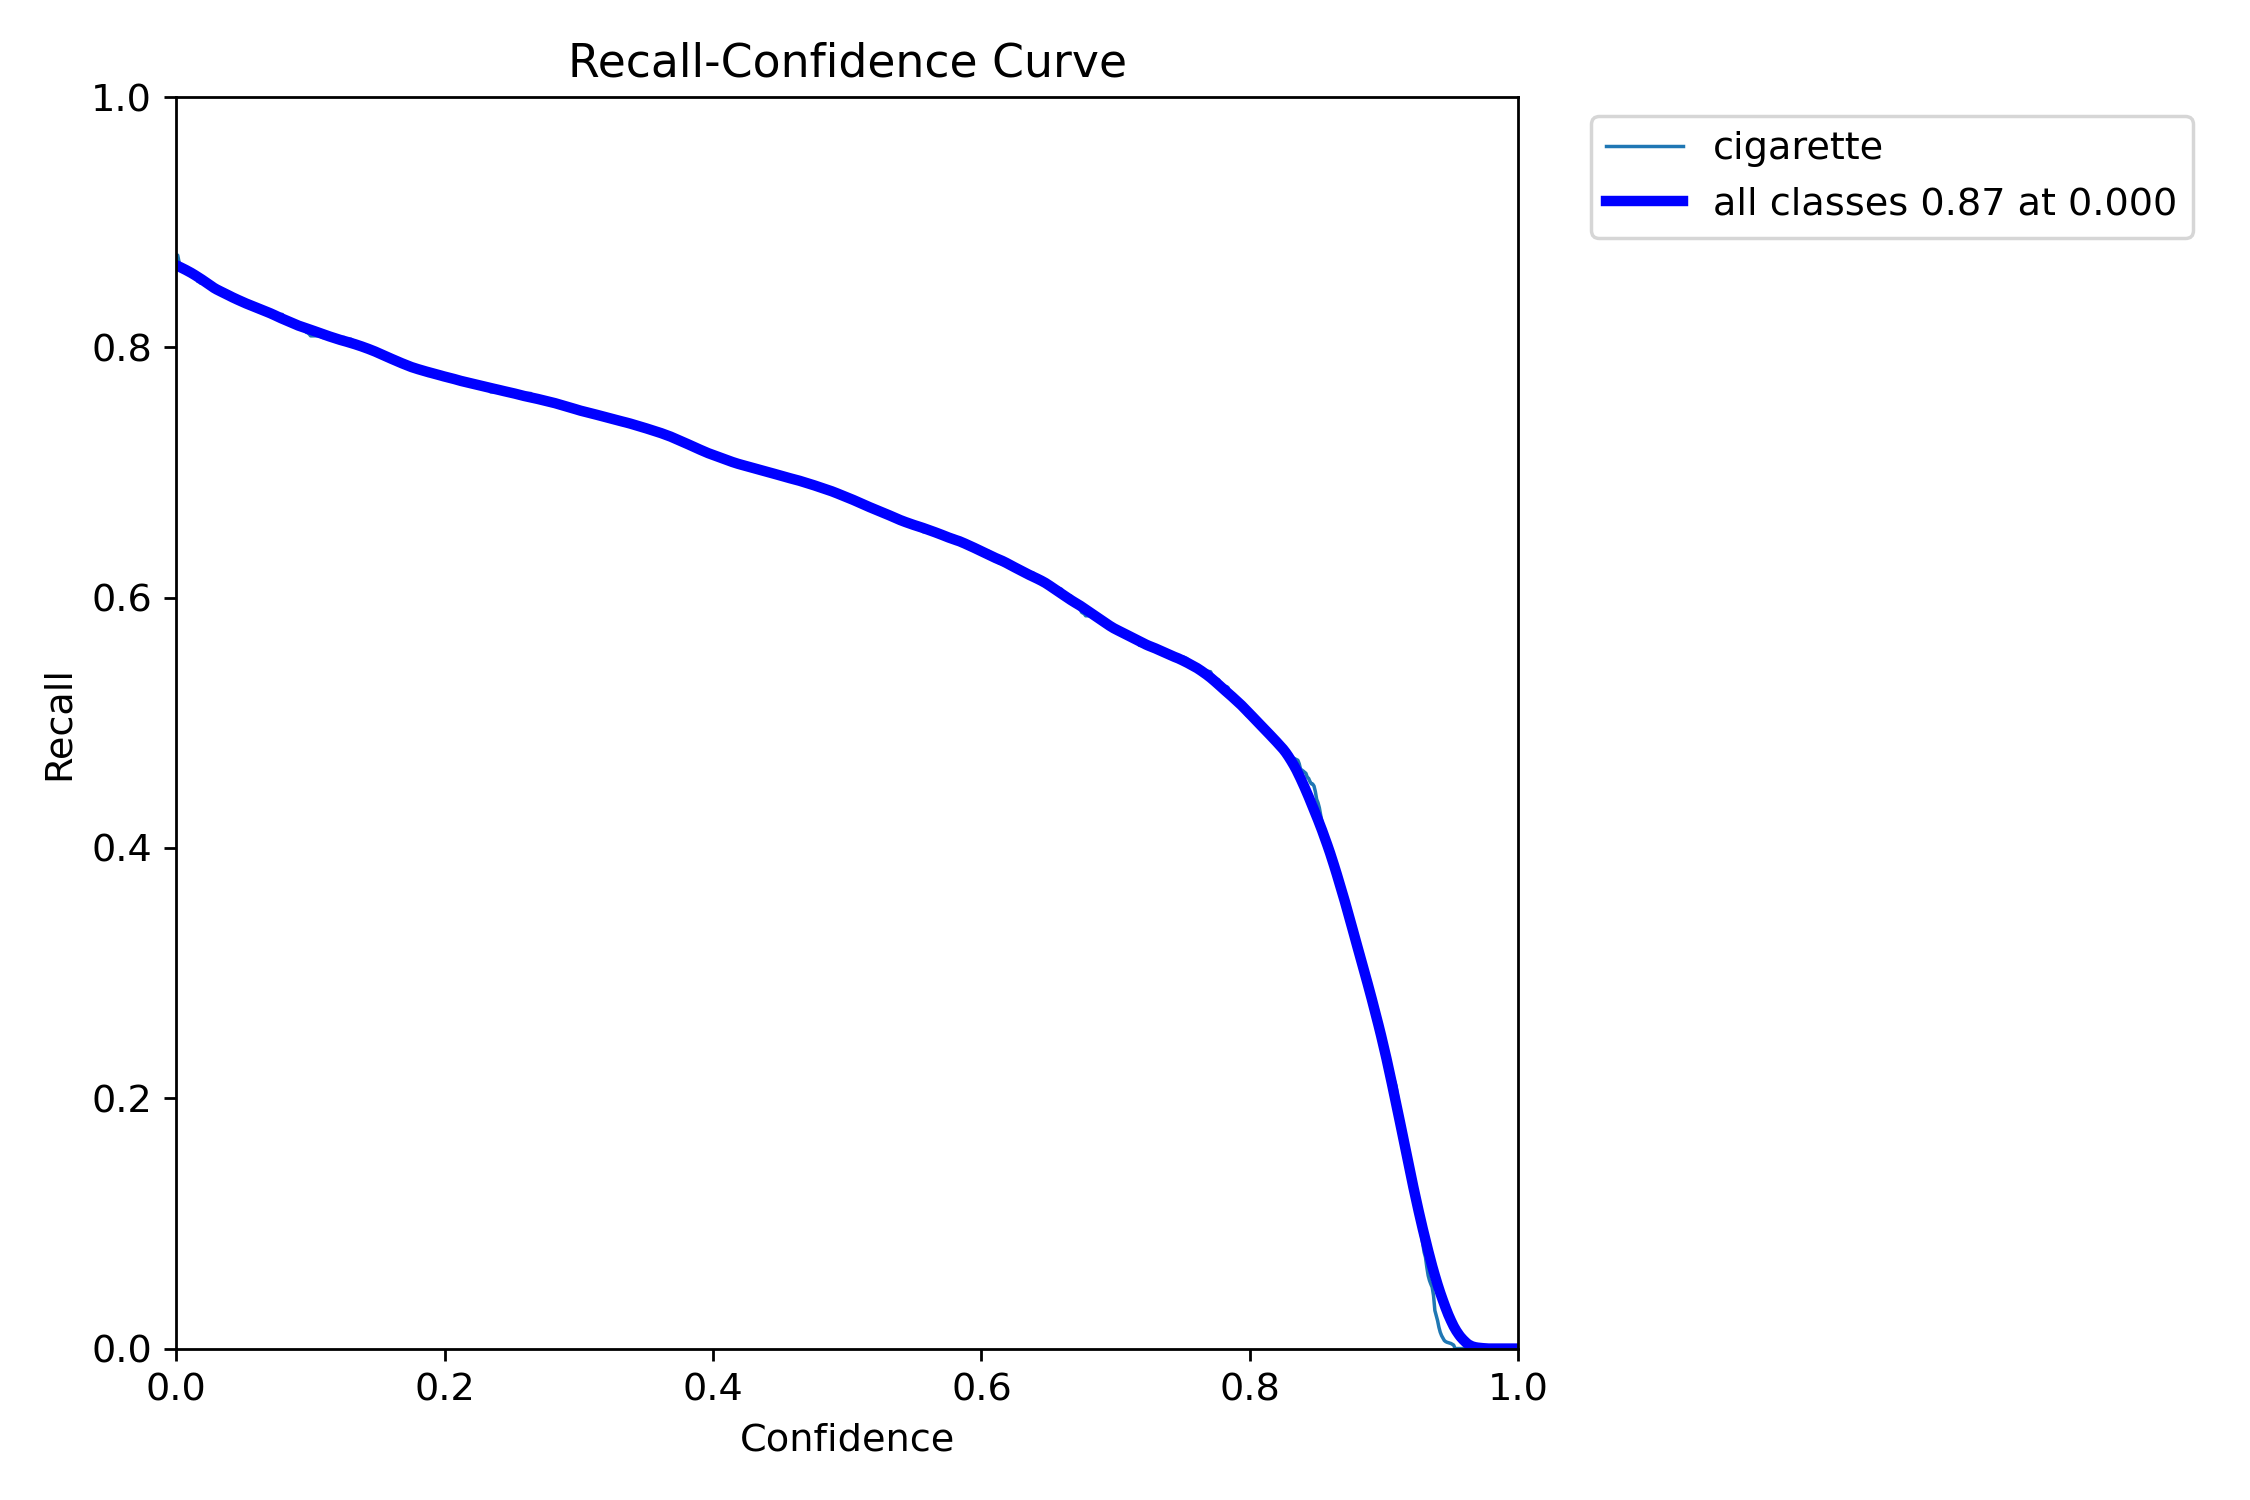 Recall-Confidence Curve
1.0
0.8
0.6
0.4
0.2
0.0
Recall
0.0 0.2 0.4 0.6 0.8 1.0
Confidence
cigarette
all classes 0.87 at 0.000